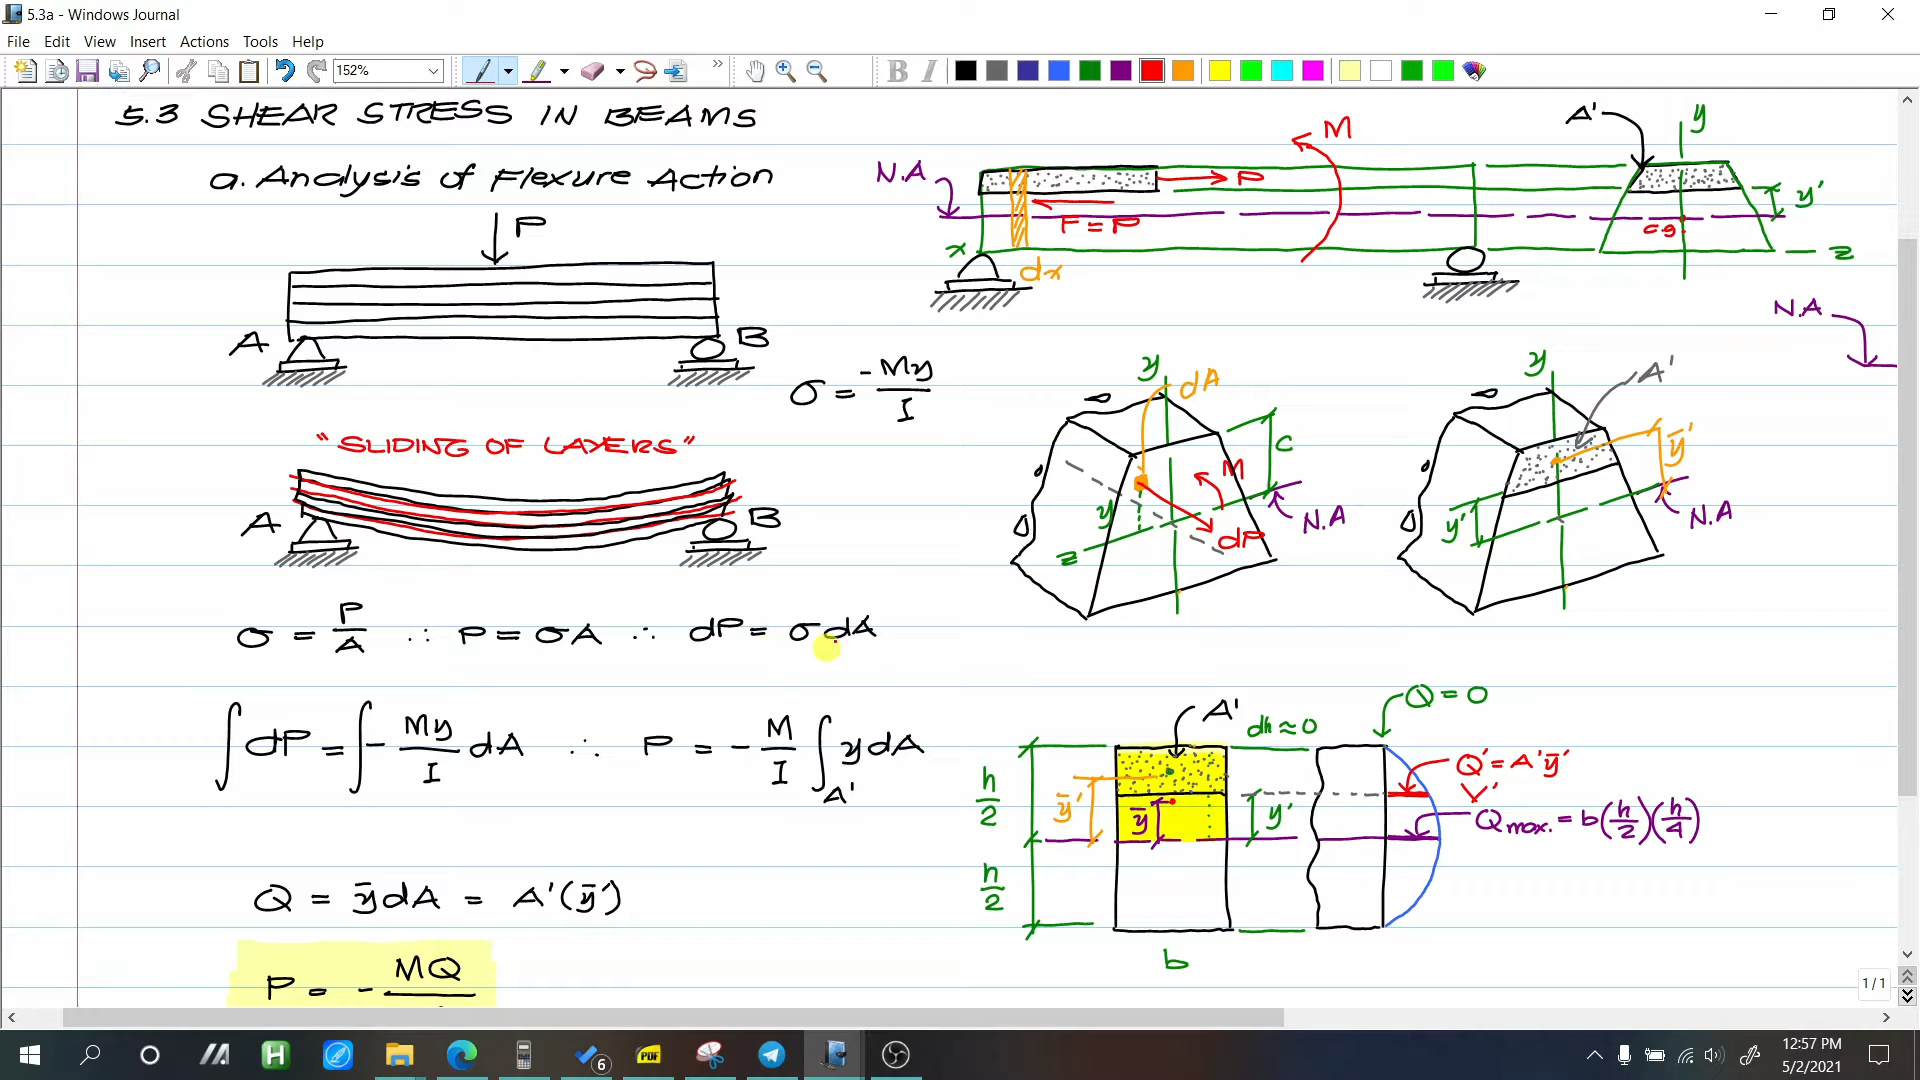 5.3a - Windows Journal
File Edit View Insert Actions Tools Help
152%
5.3 SHEAR STRESS IN BEAMS
a. Analysis of Flexure Action
P
A
B
"SLIDING OF LAYERS"
A
B
σ = -My/I
σ = P/A ∴ P = σA ∴ dP = σdA
∫dP = ∫- My/I dA ∴ P = - M/I ∫A' ydA
Q = ȳdA = A'(ȳ')
P = - MQ
N.A
M
P
F = P
x
dx
A'
y
y'
c.g.
z
N.A
y
dA
C
M
y
N.A
z
dP
y
A'
ȳ'
y'
N.A
A'
dh ≈ 0
Q = 0
h/2
ȳ'
ȳ
y'
Q' = A'ȳ'
Qmax. = b(h/2)(h/4)
h/2
b
1 / 1
6
PDF
12:57 PM
5/2/2021